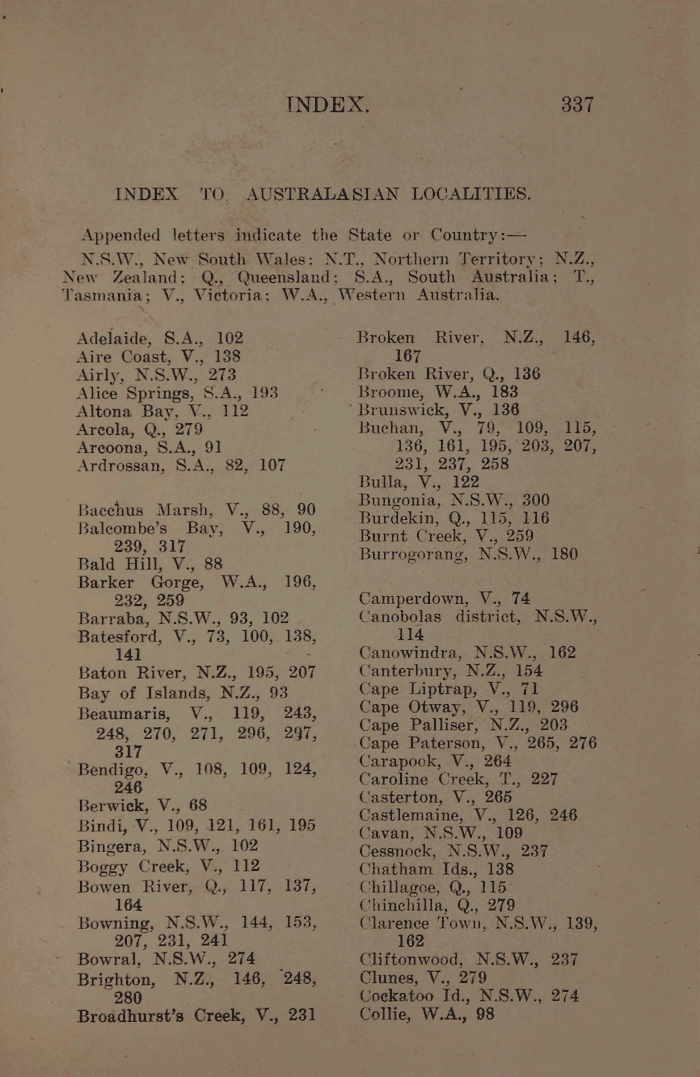 INDEX. 337
INDEX TO AUSTRALASIAN LOCALITIES.
Appended letters indicate the State or Country:—
N.S.W., New South Wales; N.T., Northern Territory; N.Z.,
New Zealand; Q., Queensland; S.A., South Australia; T.,
Tasmania; V., Victoria; W.A., Western Australia.
Adelaide, S.A., 102
Aire Coast, V., 138
Airly, N.S.W., 273
Alice Springs, S.A., 193
Altona Bay, V., 112
Arcola, Q., 279
Arcoona, S.A., 91
Ardrossan, S.A., 82, 107
Bacchus Marsh, V., 88, 90
Balcombe's Bay, V., 190,
239, 317
Bald Hill, V., 88
Barker Gorge, W.A., 196,
232, 259
Barraba, N.S.W., 93, 102
Batesford, V., 73, 100, 138,
141
Baton River, N.Z., 195, 207
Bay of Islands, N.Z., 93
Beaumaris, V., 119, 243,
248, 270, 271, 296, 297,
317
Bendigo, V., 108, 109, 124,
246
Berwick, V., 68
Bindi, V., 109, 121, 161, 195
Bingera, N.S.W., 102
Boggy Creek, V., 112
Bowen River, Q., 117, 137,
164
Bowning, N.S.W., 144, 153,
207, 231, 241
Bowral, N.S.W., 274
Brighton, N.Z., 146, 248,
280
Broadhurst's Creek, V., 231
Broken River, N.Z., 146,
167
Broken River, Q., 136
Broome, W.A., 183
Brunswick, V., 136
Buchan, V., 79, 109, 115,
136, 161, 195, 203, 207,
231, 237, 258
Bulla, V., 122
Bungonia, N.S.W., 300
Burdekin, Q., 115, 116
Burnt Creek, V., 259
Burrogorang, N.S.W., 180
Camperdown, V., 74
Canobolas district, N.S.W.,
114
Canowindra, N.S.W., 162
Canterbury, N.Z., 154
Cape Liptrap, V., 71
Cape Otway, V., 119, 296
Cape Palliser, N.Z., 203
Cape Paterson, V., 265, 276
Carapook, V., 264
Caroline Creek, T., 227
Casterton, V., 265
Castlemaine, V., 126, 246
Cavan, N.S.W., 109
Cessnock, N.S.W., 237
Chatham Ids., 138
Chillagoe, Q., 115
Chinchilla, Q., 279
Clarence Town, N.S.W., 139,
162
Cliftonwood, N.S.W., 237
Clunes, V., 279
Cockatoo Id., N.S.W., 274
Collie, W.A., 98